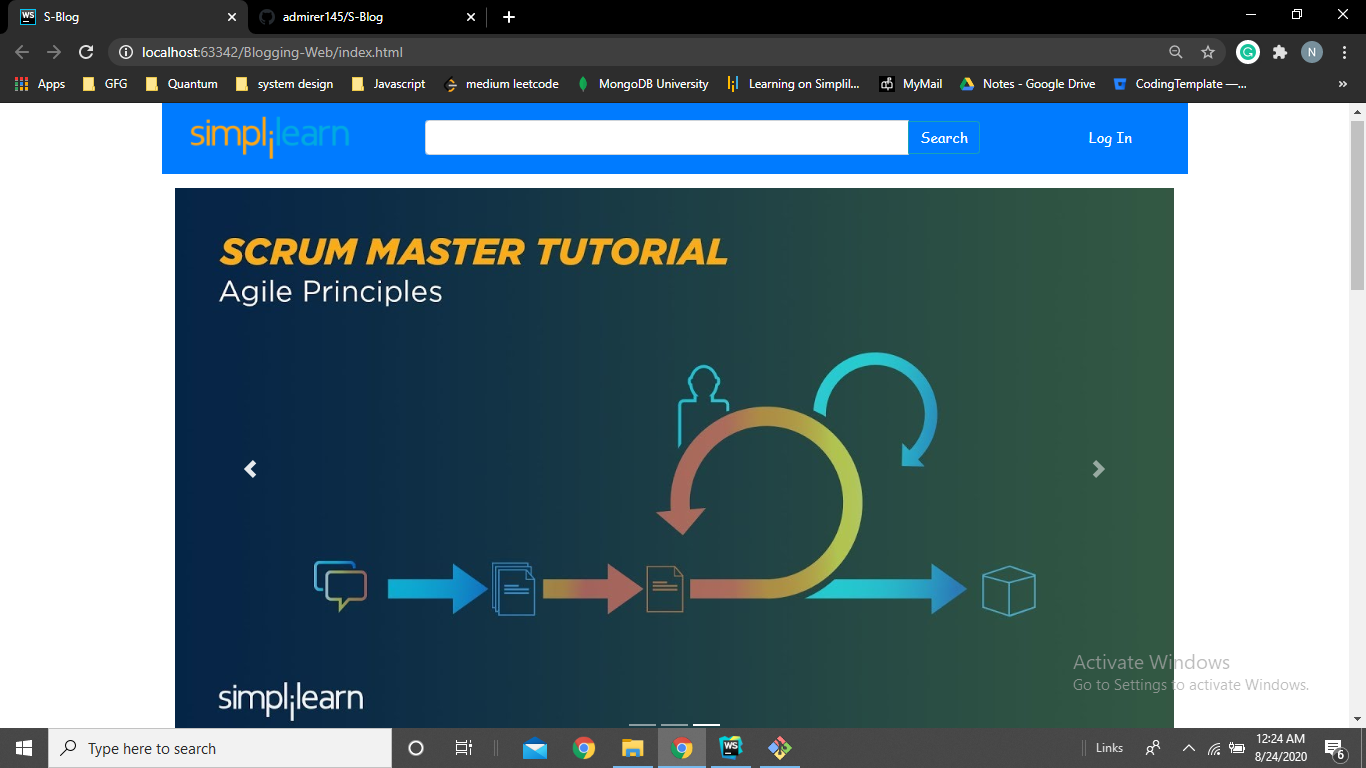 WS S-Blog
admirer145/S-Blog
localhost:63342/Blogging-Web/index.html
G
N
Apps GFG Quantum system design Javascript medium leetcode MongoDB University Learning on Simplil... MyMail Notes - Google Drive CodingTemplate —... »
simplilearn
Search
Log In
SCRUM MASTER TUTORIAL
Agile Principles
simplilearn
Activate Windows
Go to Settings to activate Windows.
Type here to search
WS
Links
12:24 AM
8/24/2020
6